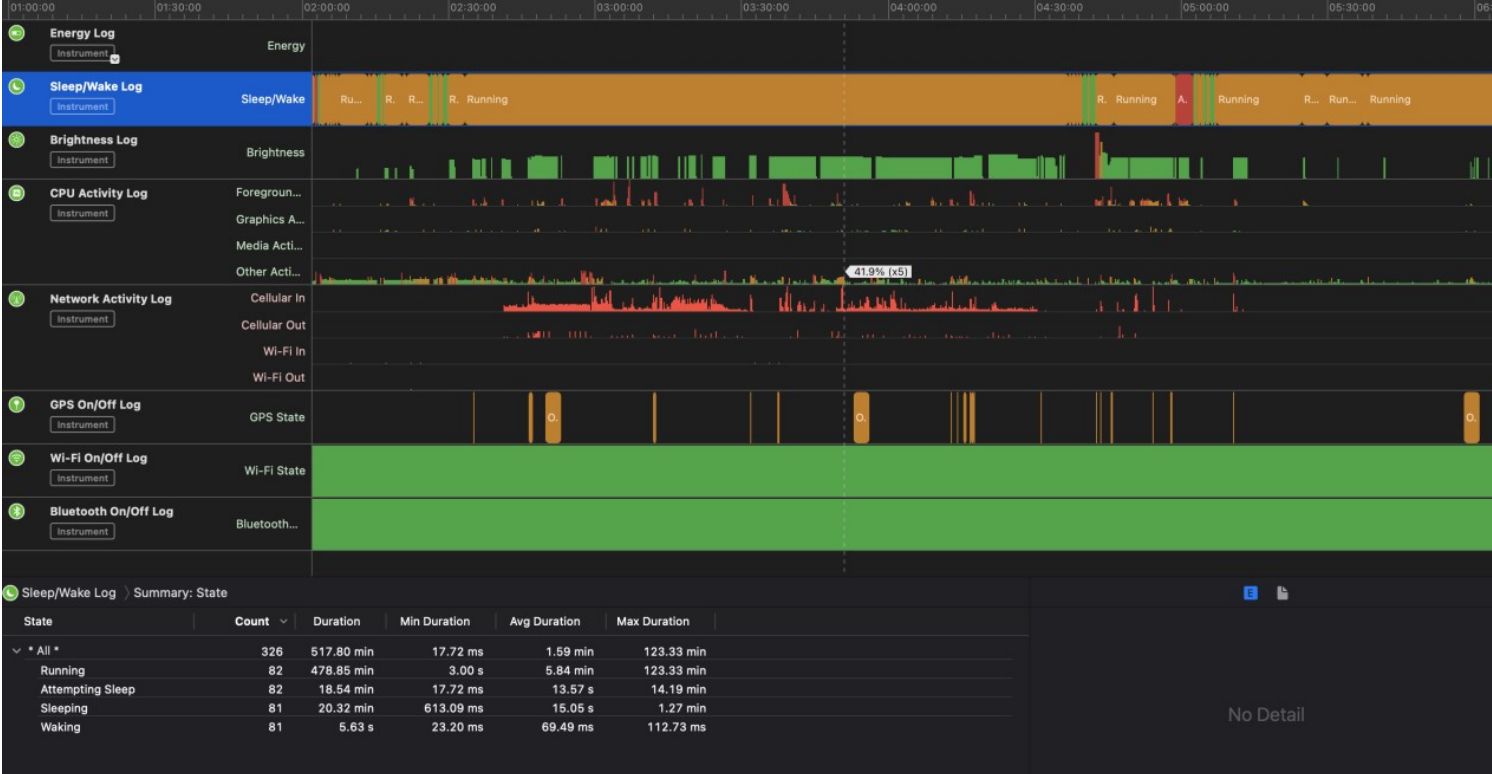 01:00:00 01:30:00 02:00:00 02:30:00 03:00:00 03:30:00 04:00:00 04:30:00 05:00:00 05:30:00 06:
Energy Log
Instrument
Energy
Sleep/Wake Log
Instrument
Sleep/Wake
Ru... R. R... R. Running R. Running A. Running R... Run... Running
Brightness Log
Instrument
Brightness
CPU Activity Log
Instrument
Foregroun...
Graphics A...
Media Acti...
Other Acti...
41.9% (x5)
Network Activity Log
Instrument
Cellular In
Cellular Out
Wi-Fi In
Wi-Fi Out
GPS On/Off Log
Instrument
GPS State
O. O. O.
Wi-Fi On/Off Log
Instrument
Wi-Fi State
Bluetooth On/Off Log
Instrument
Bluetooth...
Sleep/Wake Log Summary: State
E
State Count Duration Min Duration Avg Duration Max Duration
* All * 326 517.80 min 17.72 ms 1.59 min 123.33 min
Running 82 478.85 min 3.00 s 5.84 min 123.33 min
Attempting Sleep 82 18.54 min 17.72 ms 13.57 s 14.19 min
Sleeping 81 20.32 min 613.09 ms 15.05 s 1.27 min
Waking 81 5.63 s 23.20 ms 69.49 ms 112.73 ms
No Detail